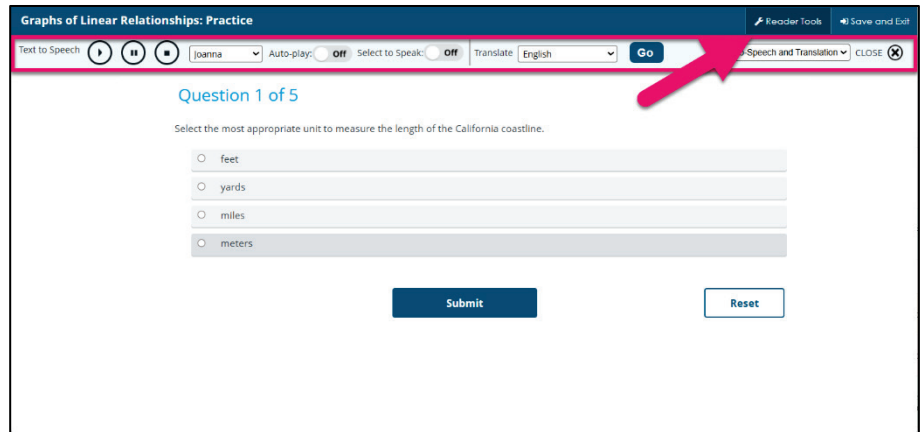 Graphs of Linear Relationships: Practice
Reader Tools
Save and Exit
Text to Speech
Joanna
Auto-play: Off
Select to Speak: Off
Translate English
Go
-Speech and Translation
CLOSE
Question 1 of 5
Select the most appropriate unit to measure the length of the California coastline.
feet
yards
miles
meters
Submit
Reset